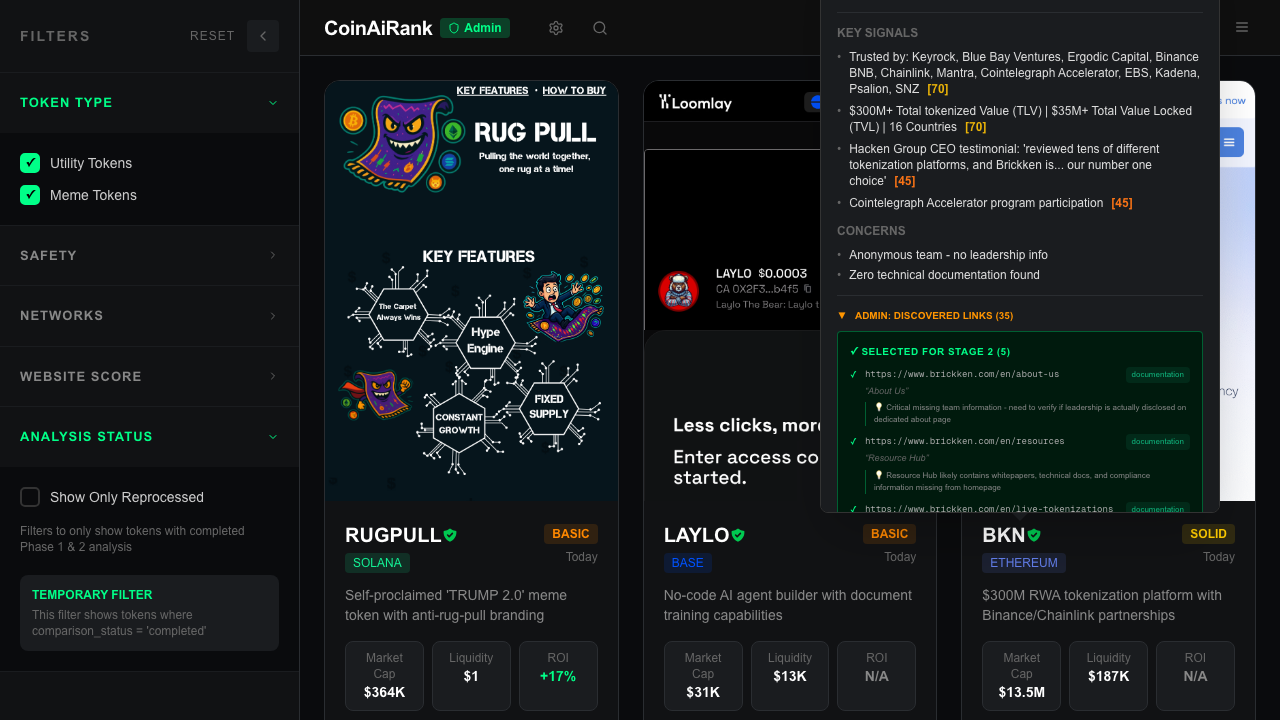 FILTERS
RESET
TOKEN TYPE
Utility Tokens
Meme Tokens
SAFETY
NETWORKS
WEBSITE SCORE
ANALYSIS STATUS
Show Only Reprocessed
Filters to only show tokens with completed
Phase 1 & 2 analysis
TEMPORARY FILTER
This filter shows tokens where
comparison_status = 'completed'
CoinAiRank
Admin
KEY FEATURES • HOW TO BUY
RUG PULL
Pulling the world together,
one rug at a time!
KEY FEATURES
The Carpet
Always Wins
Hype
Engine
CONSTANT
GROWTH
FIXED
SUPPLY
RUGPULL
BASIC
SOLANA
Today
Self-proclaimed 'TRUMP 2.0' meme
token with anti-rug-pull branding
Market
Cap
$364K
Liquidity
$1
ROI
+17%
Loomlay
LAYLO $0.0003
CA 0X2F3...b4f5
Laylo The Bear: Laylo t
Less clicks, more
Enter access co
started.
LAYLO
BASIC
BASE
Today
No-code AI agent builder with document
training capabilities
Market
Cap
$31K
Liquidity
$13K
ROI
N/A
KEY SIGNALS
• Trusted by: Keyrock, Blue Bay Ventures, Ergodic Capital, Binance
BNB, Chainlink, Mantra, Cointelegraph Accelerator, EBS, Kateena,
Psalion, SNZ [70]
• $300M+ Total tokenized Value (TLV) | $35M+ Total Value Locked
(TVL) | 16 Countries [70]
• Hacken Group CEO testimonial: 'reviewed tens of different
tokenization platforms, and Brickken is... our number one
choice' [45]
• Cointelegraph Accelerator program participation [45]
CONCERNS
• Anonymous team - no leadership info
• Zero technical documentation found
▼ ADMIN: DISCOVERED LINKS (35)
✓ SELECTED FOR STAGE 2 (5)
✓ https://www.brickken.com/en/about-us
documentation
"About Us"
💡 Critical missing team information - need to verify if leadership is actually disclosed on
dedicated about page
✓ https://www.brickken.com/en/resources
documentation
"Resource Hub"
💡 Resource Hub likely contains whitepapers, technical docs, and compliance
information missing from homepage
✓ https://www.brickken.com/en/live-tokenizations
documentation
s now
ncy
BKN
SOLID
ETHEREUM
Today
$300M RWA tokenization platform with
Binance/Chainlink partnerships
Market
Cap
$13.5M
Liquidity
$187K
ROI
N/A